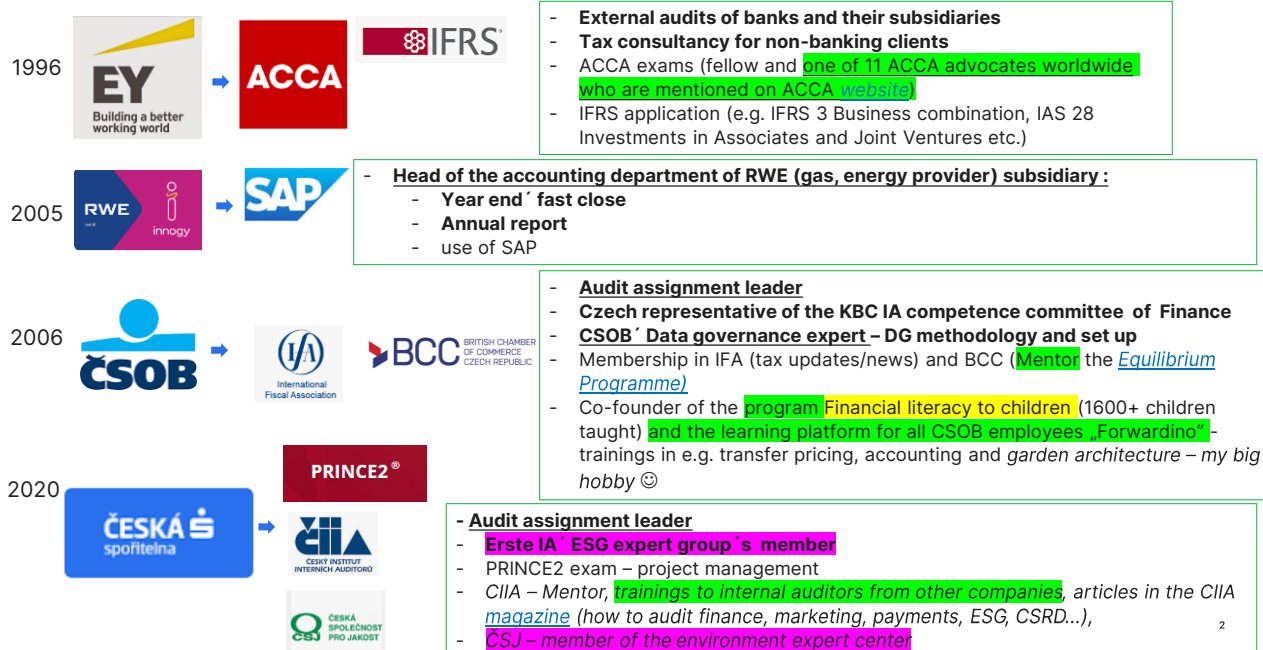 1996
EY
Building a better
working world
ACCA
IFRS
- External audits of banks and their subsidiaries
- Tax consultancy for non-banking clients
- ACCA exams (fellow and one of 11 ACCA advocates worldwide
who are mentioned on ACCA website)
- IFRS application (e.g. IFRS 3 Business combination, IAS 28
Investments in Associates and Joint Ventures etc.)
2005
RWE
innogy
SAP
- Head of the accounting department of RWE (gas, energy provider) subsidiary :
- Year end´ fast close
- Annual report
- use of SAP
2006
ČSOB
IFA
International
Fiscal Association
BCC
BRITISH CHAMBER
OF COMMERCE
CZECH REPUBLIC
- Audit assignment leader
- Czech representative of the KBC IA competence committee of Finance
- CSOB´ Data governance expert – DG methodology and set up
- Membership in IFA (tax updates/news) and BCC (Mentor the Equilibrium
Programme)
- Co-founder of the program Financial literacy to children (1600+ children
taught) and the learning platform for all CSOB employees „Forwardino“ -
trainings in e.g. transfer pricing, accounting and garden architecture – my big
hobby ☺
2020
ČESKÁ
spořitelna
PRINCE2 ®
ČIIA
ČESKÝ INSTITUT
INTERNÍCH AUDITORŮ
ČSJ
ČESKÁ
SPOLEČNOST
PRO JAKOST
- Audit assignment leader
- Erste IA´ ESG expert group´s member
- PRINCE2 exam – project management
- CIIA – Mentor, trainings to internal auditors from other companies, articles in the CIIA
magazine (how to audit finance, marketing, payments, ESG, CSRD…),
- ČSJ – member of the environment expert center
2